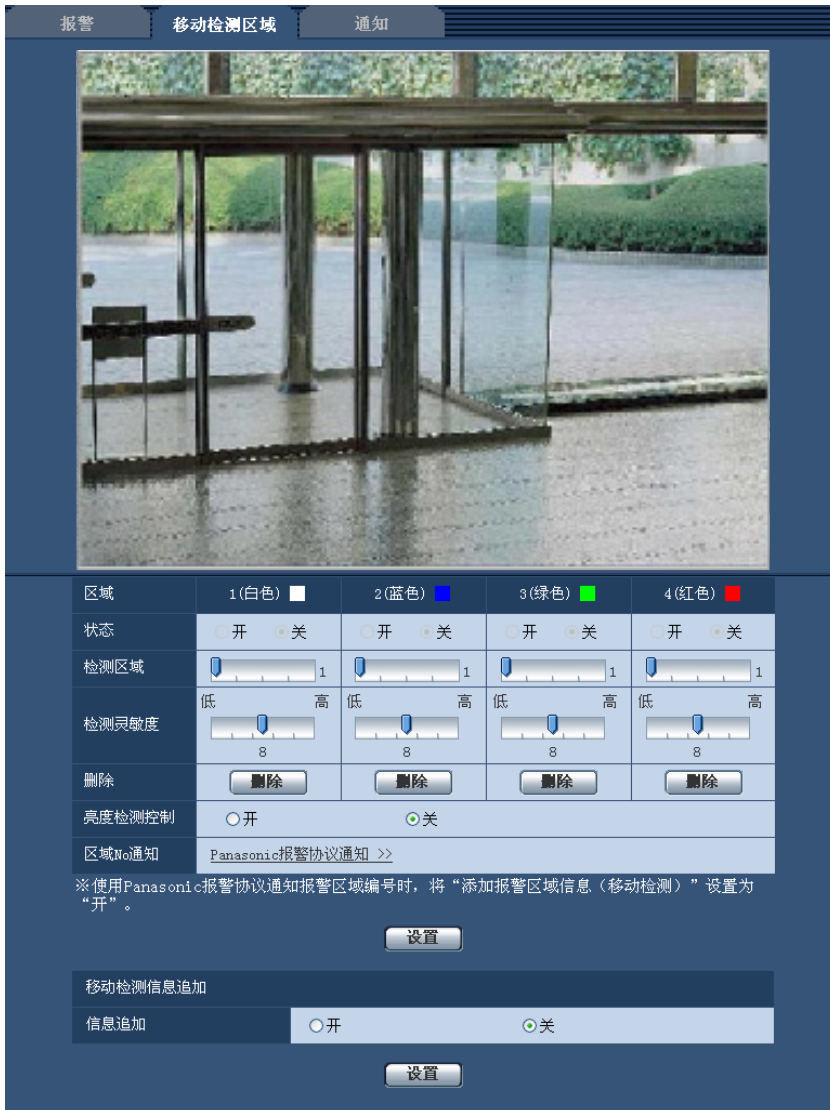 报警 移动检测区域 通知
区域 1(白色) 2(蓝色) 3(绿色) 4(红色)
状态 开 关 开 关 开 关 开 关
检测区域 1 1 1 1
低 高 低 高 低 高 低 高
检测灵敏度
8 8 8 8
删除 删除 删除 删除 删除
亮度检测控制 开 关
区域No通知 Panasonic报警协议通知 >>
※使用Panasonic报警协议通知报警区域编号时，将“添加报警区域信息（移动检测）”设置为
“开”。
设置
移动检测信息追加
信息追加 开 关
设置